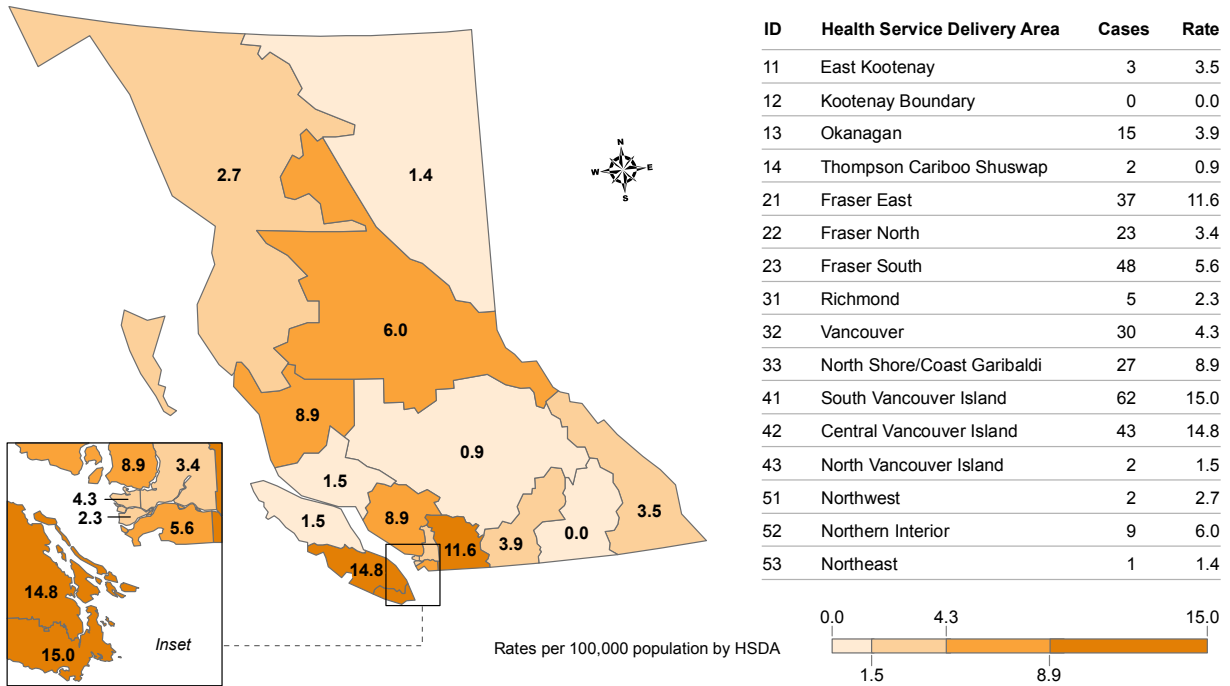 ID Health Service Delivery Area Cases Rate
11 East Kootenay 3 3.5
12 Kootenay Boundary 0 0.0
13 Okanagan 15 3.9
14 Thompson Cariboo Shuswap 2 0.9
21 Fraser East 37 11.6
22 Fraser North 23 3.4
23 Fraser South 48 5.6
31 Richmond 5 2.3
32 Vancouver 30 4.3
33 North Shore/Coast Garibaldi 27 8.9
41 South Vancouver Island 62 15.0
42 Central Vancouver Island 43 14.8
43 North Vancouver Island 2 1.5
51 Northwest 2 2.7
52 Northern Interior 9 6.0
53 Northeast 1 1.4
N
W E
S
2.7
1.4
6.0
8.9
0.9
1.5
1.5
8.9
3.5
0.0
3.9
11.6
14.8
8.9
3.4
4.3
2.3
5.6
14.8
15.0
Inset
Rates per 100,000 population by HSDA
0.0 4.3 15.0
1.5 8.9